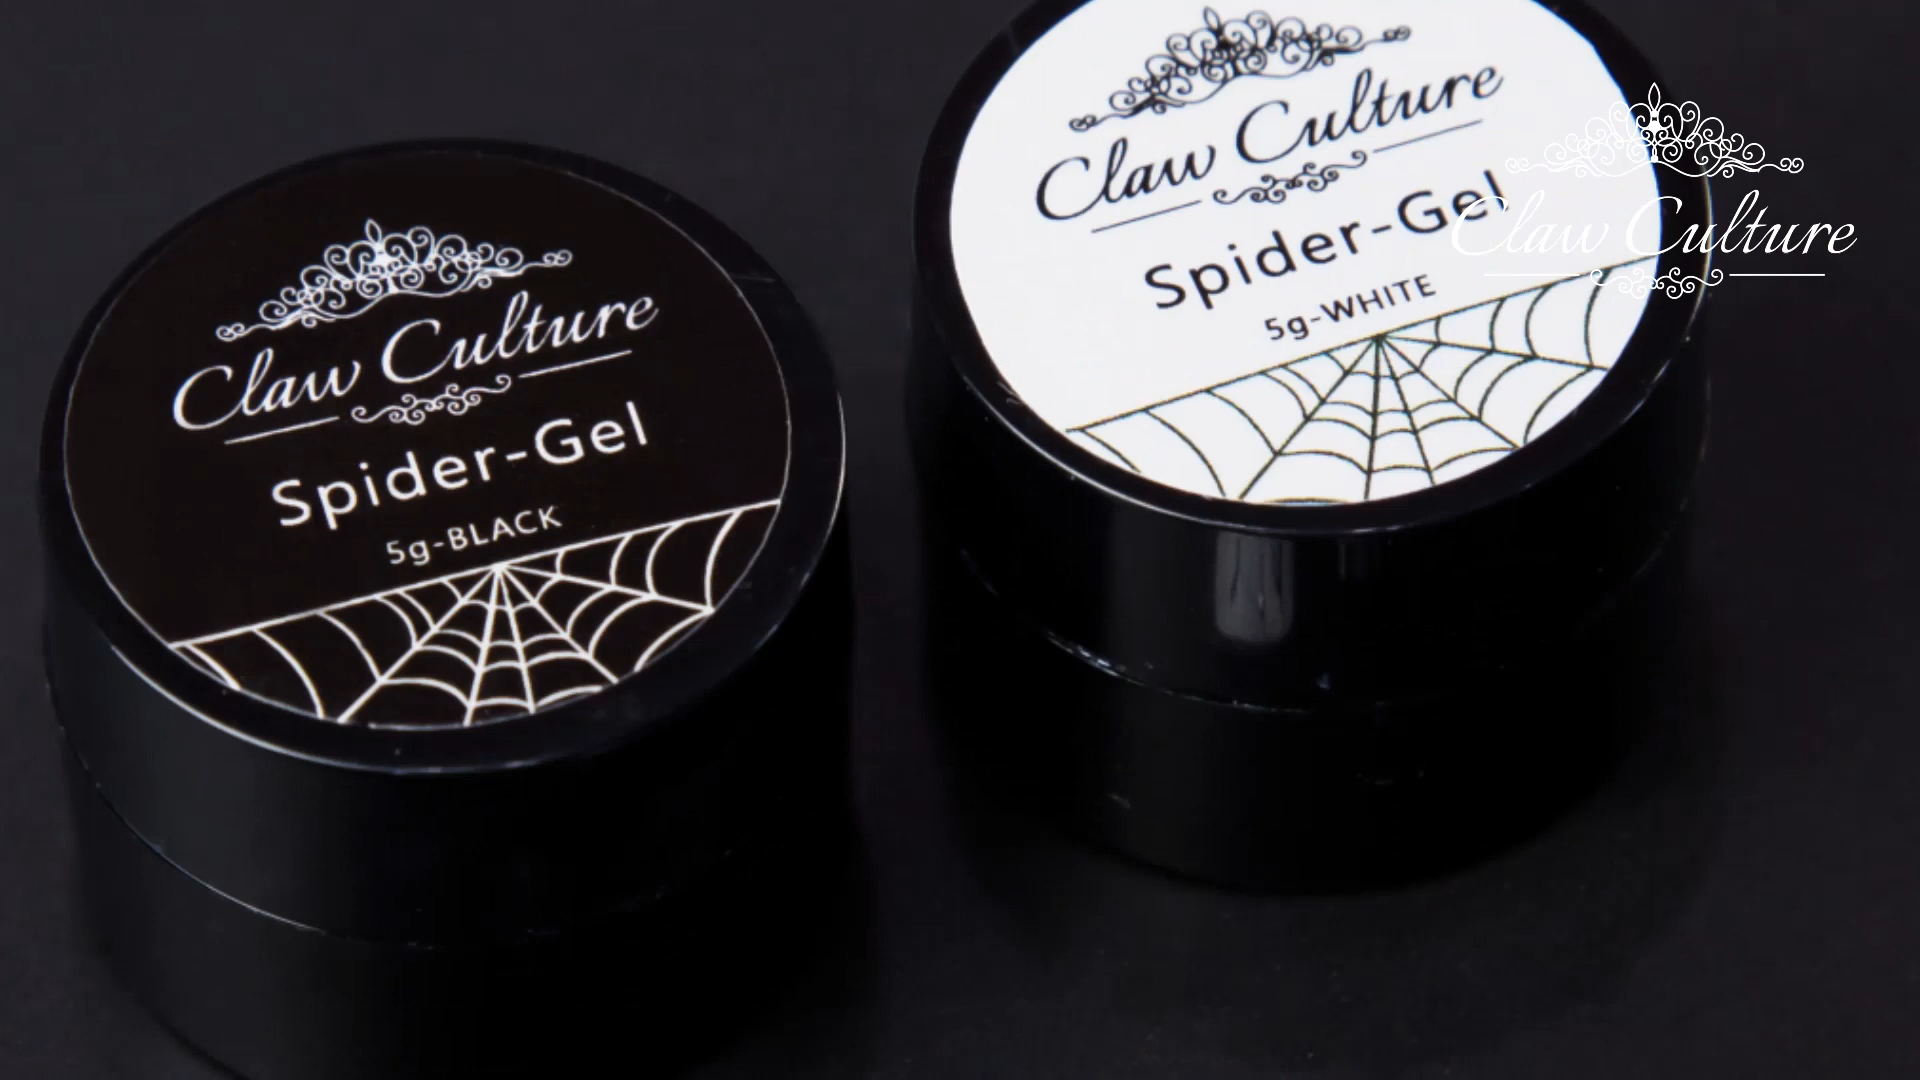 Claw Culture
Spider-Gel
5g-BLACK
Claw Culture
Spider-Gel
5g-WHITE
Claw Culture